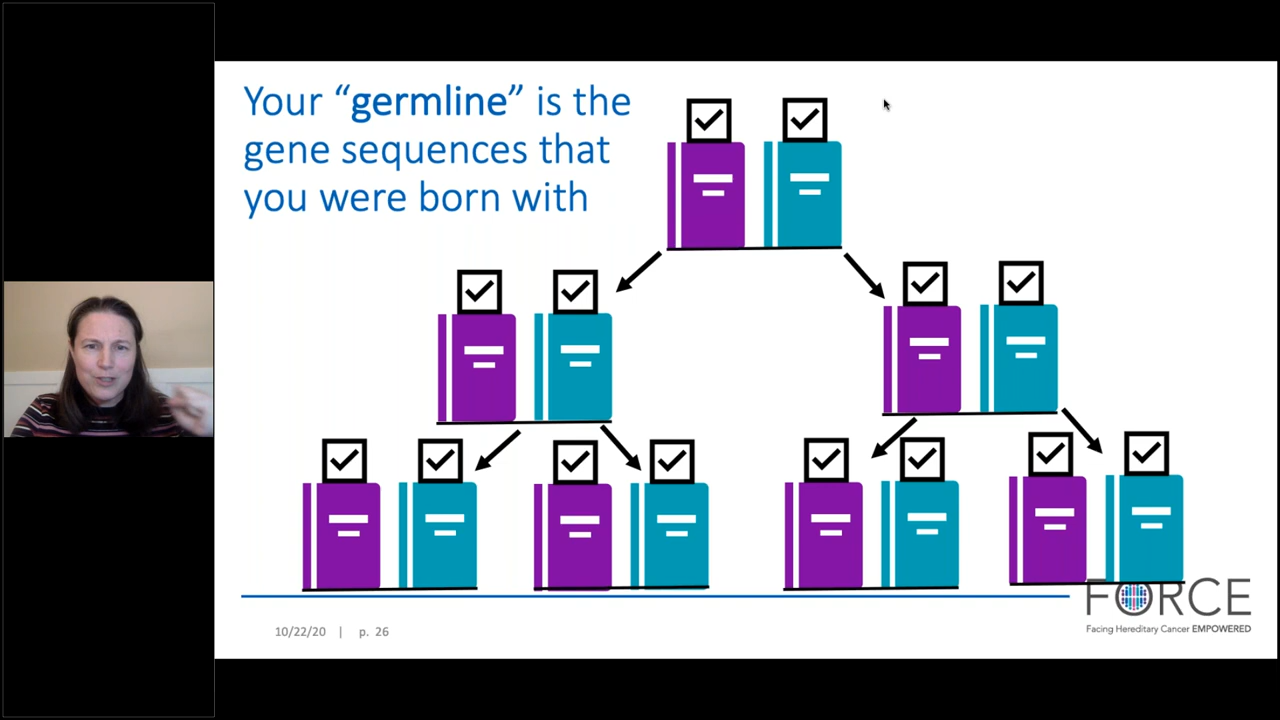 Your “germline” is the
gene sequences that
you were born with
10/22/20 | p. 26
FORCE
Facing Hereditary Cancer EMPOWERED